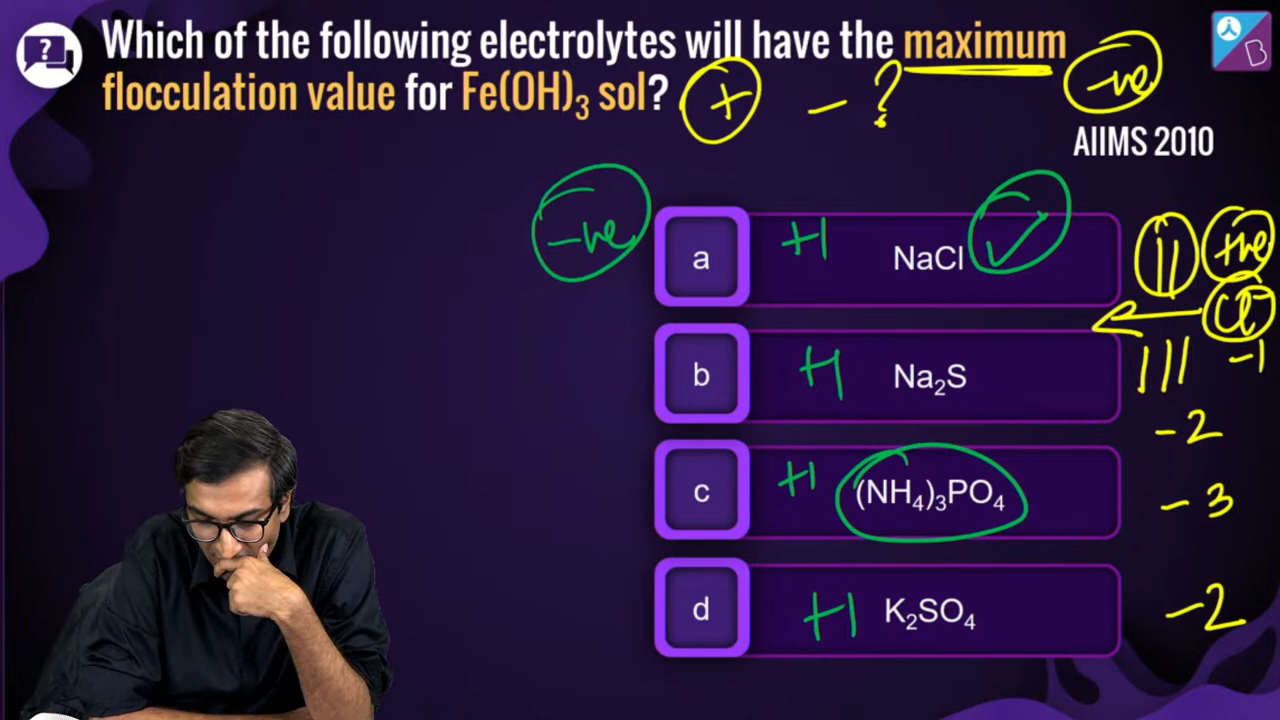 Which of the following electrolytes will have the maximum
flocculation value for Fe(OH)₃ sol? + - ? -ve
AIIMS 2010
-ve
a +1 NaCl ✓ || +ve
Cl⁻
b +1 Na₂S ||| -1
-2
c +1 (NH₄)₃PO₄ -3
d +1 K₂SO₄ -2
B